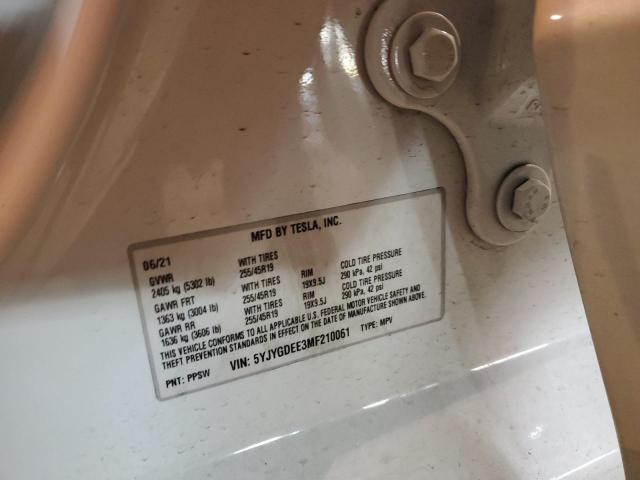 MFD BY TESLA, INC.
06/21
GVWR WITH TIRES RIM COLD TIRE PRESSURE
2405 kg (5302 lb) 255/45R19 19X9.5J 290 kPa, 42 psi
GAWR FRT WITH TIRES RIM COLD TIRE PRESSURE
1363 kg (3004 lb) 255/45R19 19X9.5J 290 kPa, 42 psi
GAWR RR WITH TIRES
1636 kg (3606 lb) 255/45R19
THIS VEHICLE CONFORMS TO ALL APPLICABLE U.S. FEDERAL MOTOR VEHICLE SAFETY AND
THEFT PREVENTION STANDARDS IN EFFECT ON THE DATE OF MANUFACTURE SHOWN ABOVE.
PNT: PPSW VIN: 5YJYGDEE3MF210061 TYPE: MPV